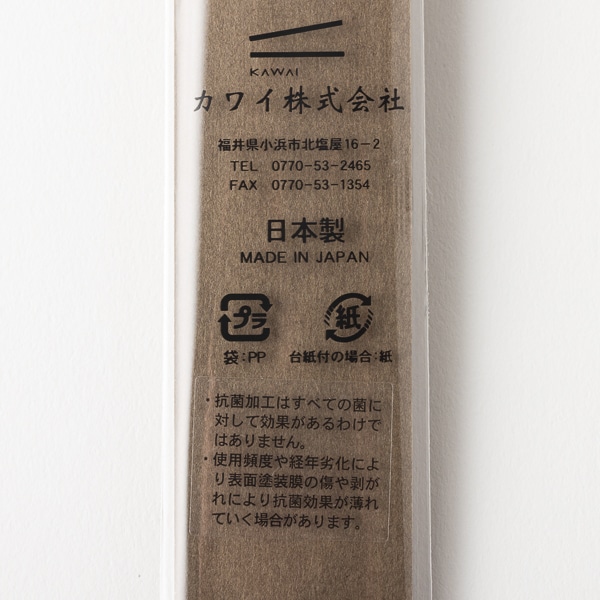 KAWAI
カワイ株式会社
福井県小浜市北塩屋16-2
TEL 0770-53-2465
FAX 0770-53-1354
日本製
MADE IN JAPAN
プラ 紙
袋:PP 台紙付の場合:紙
・抗菌加工はすべての菌に
対して効果があるわけで
はありません。
・使用頻度や経年劣化によ
り表面塗装膜の傷や剥が
れにより抗菌効果が薄れ
ていく場合があります。